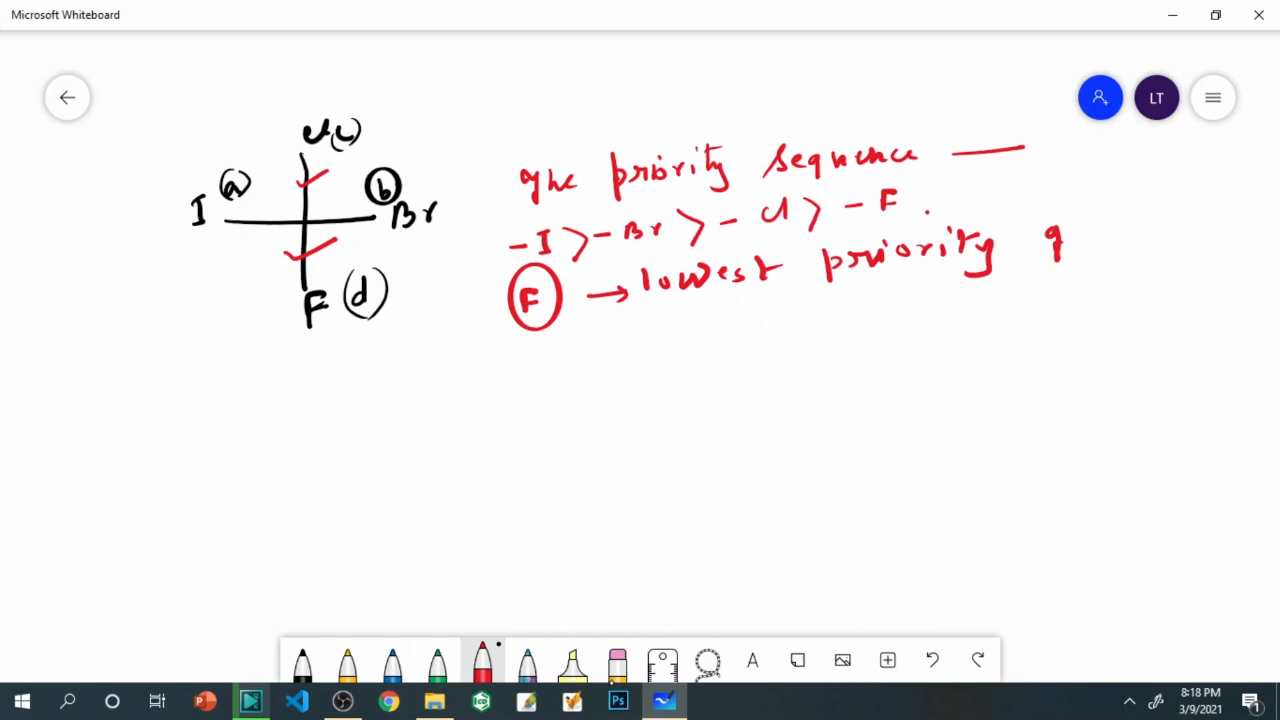 Microsoft Whiteboard
LT
Cl (c)
(a)
(b)
I
Br
F (d)
The priority sequence —
-I > -Br > -Cl > -F.
F → lowest priority g
A
8:18 PM
3/9/2021